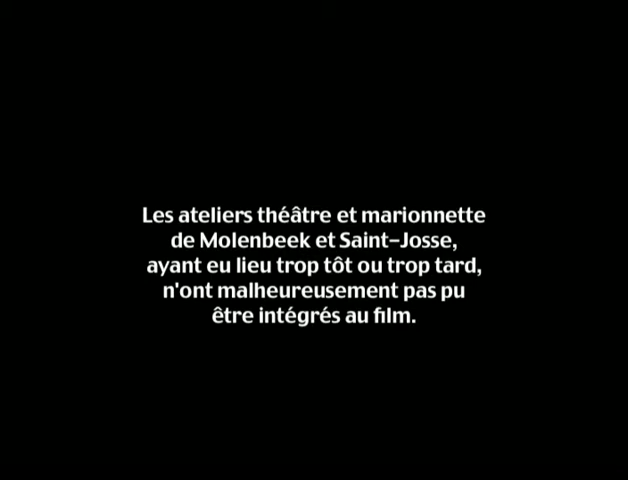 Les ateliers théâtre et marionnette
de Molenbeek et Saint-Josse,
ayant eu lieu trop tôt ou trop tard,
n'ont malheureusement pas pu
être intégrés au film.